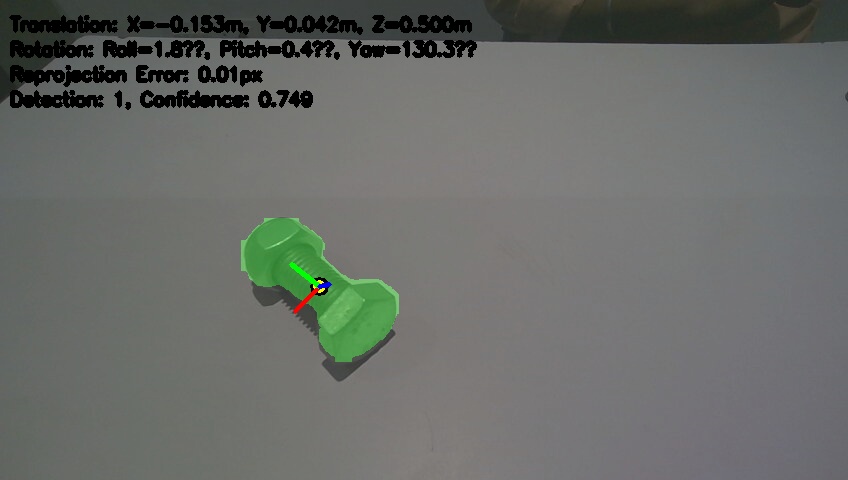 Translation: X=-0.153m, Y=0.042m, Z=0.500m
Rotation: Roll=1.8??, Pitch=0.4??, Yaw=130.3??
Reprojection Error: 0.01px
Detection: 1, Confidence: 0.749